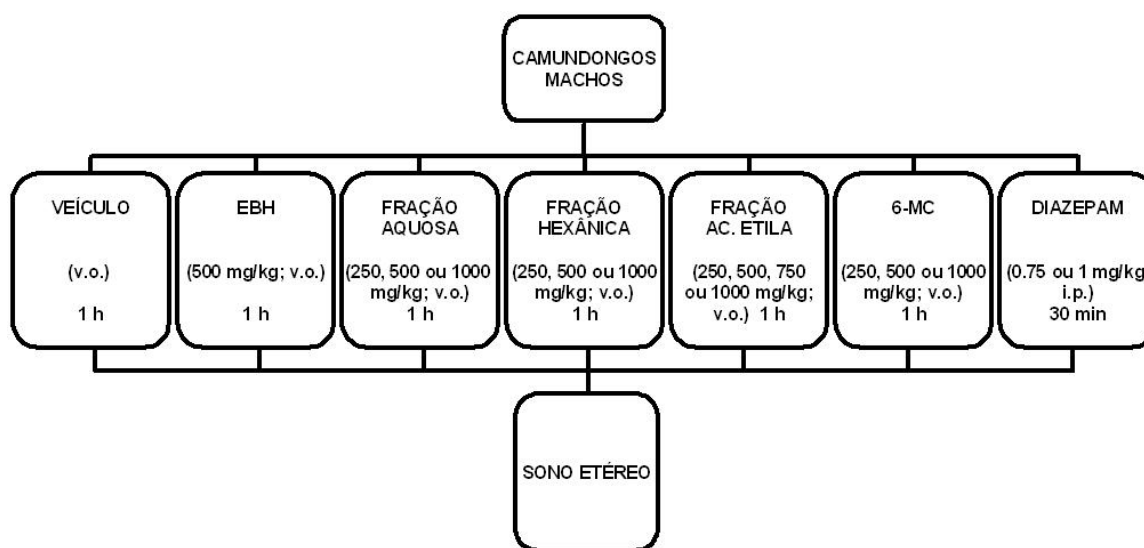 CAMUNDONGOS
MACHOS
VEÍCULO
(v.o.)
1 h
EBH
(500 mg/kg; v.o.)
1 h
FRAÇÃO
AQUOSA
(250, 500 ou 1000
mg/kg; v.o.)
1 h
FRAÇÃO
HEXÂNICA
(250, 500 ou 1000
mg/kg; v.o.)
1 h
FRAÇÃO
AC. ETILA
(250, 500, 750
ou 1000 mg/kg;
v.o.) 1 h
6-MC
(250, 500 ou 1000
mg/kg; v.o.)
1 h
DIAZEPAM
(0.75 ou 1 mg/kg
i.p.)
30 min
SONO ETÉREO